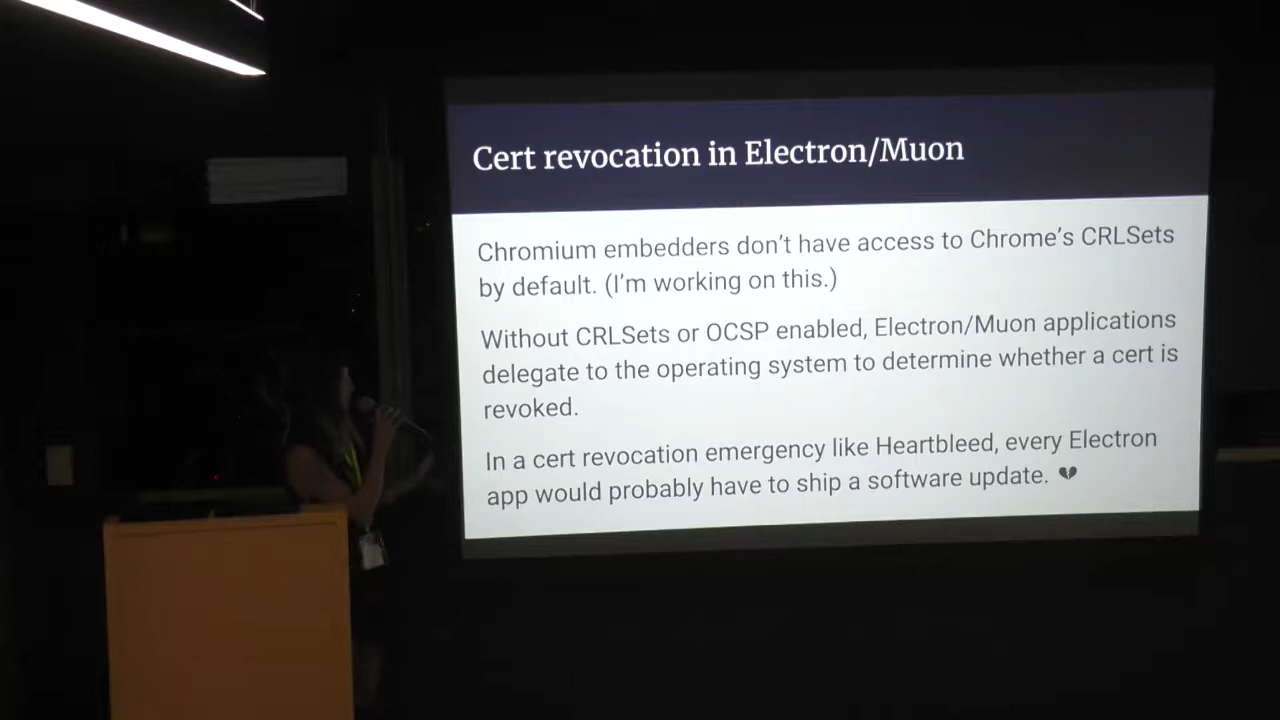 Cert revocation in Electron/Muon
Chromium embedders don't have access to Chrome's CRLSets
by default. (I'm working on this.)
Without CRLSets or OCSP enabled, Electron/Muon applications
delegate to the operating system to determine whether a cert is
revoked.
In a cert revocation emergency like Heartbleed, every Electron
app would probably have to ship a software update. 💔